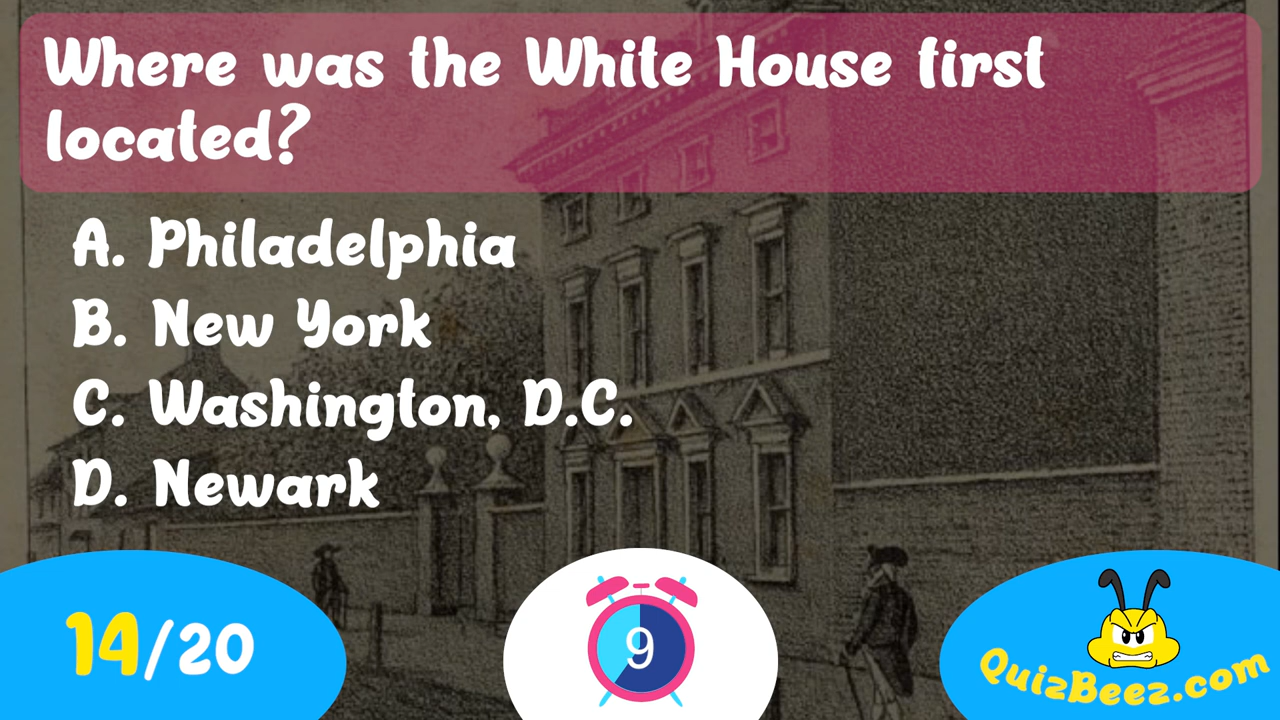 Where was the White House first
located?
A. Philadelphia
B. New York
C. Washington, D.C.
D. Newark
14/20
9
QuizBeez.com